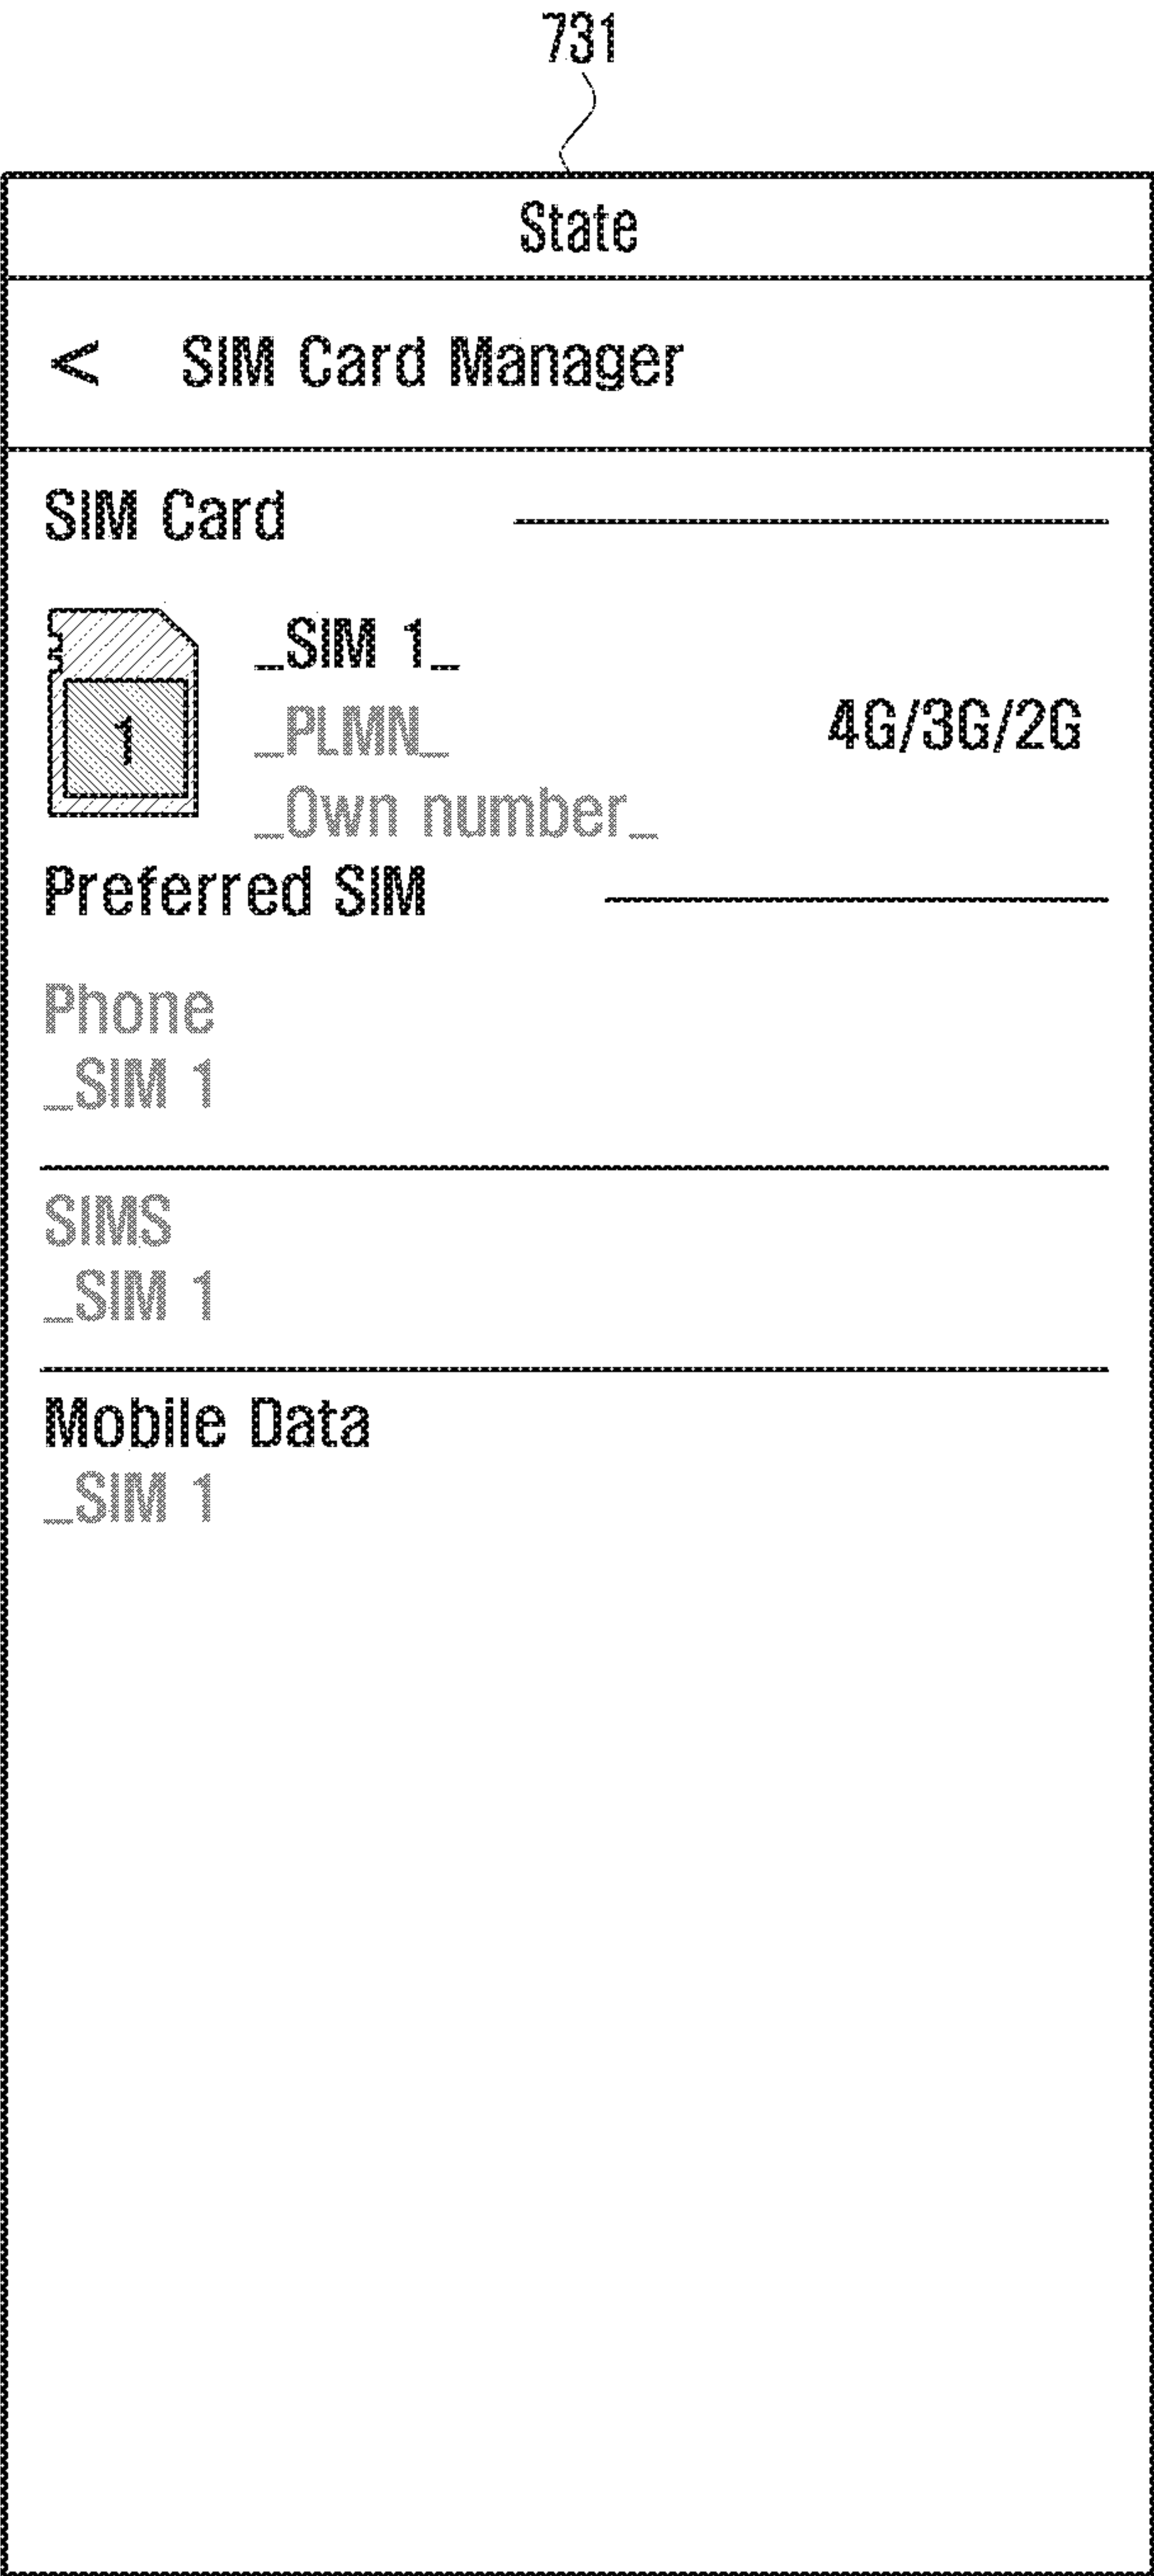 731
State
< SIM Card Manager
SIM Card
_SIM 1_
1
_PLMN_
4G/3G/2G
_Own number_
Preferred SIM
Phone
_SIM 1
SIMS
_SIM 1
Mobile Data
_SIM 1